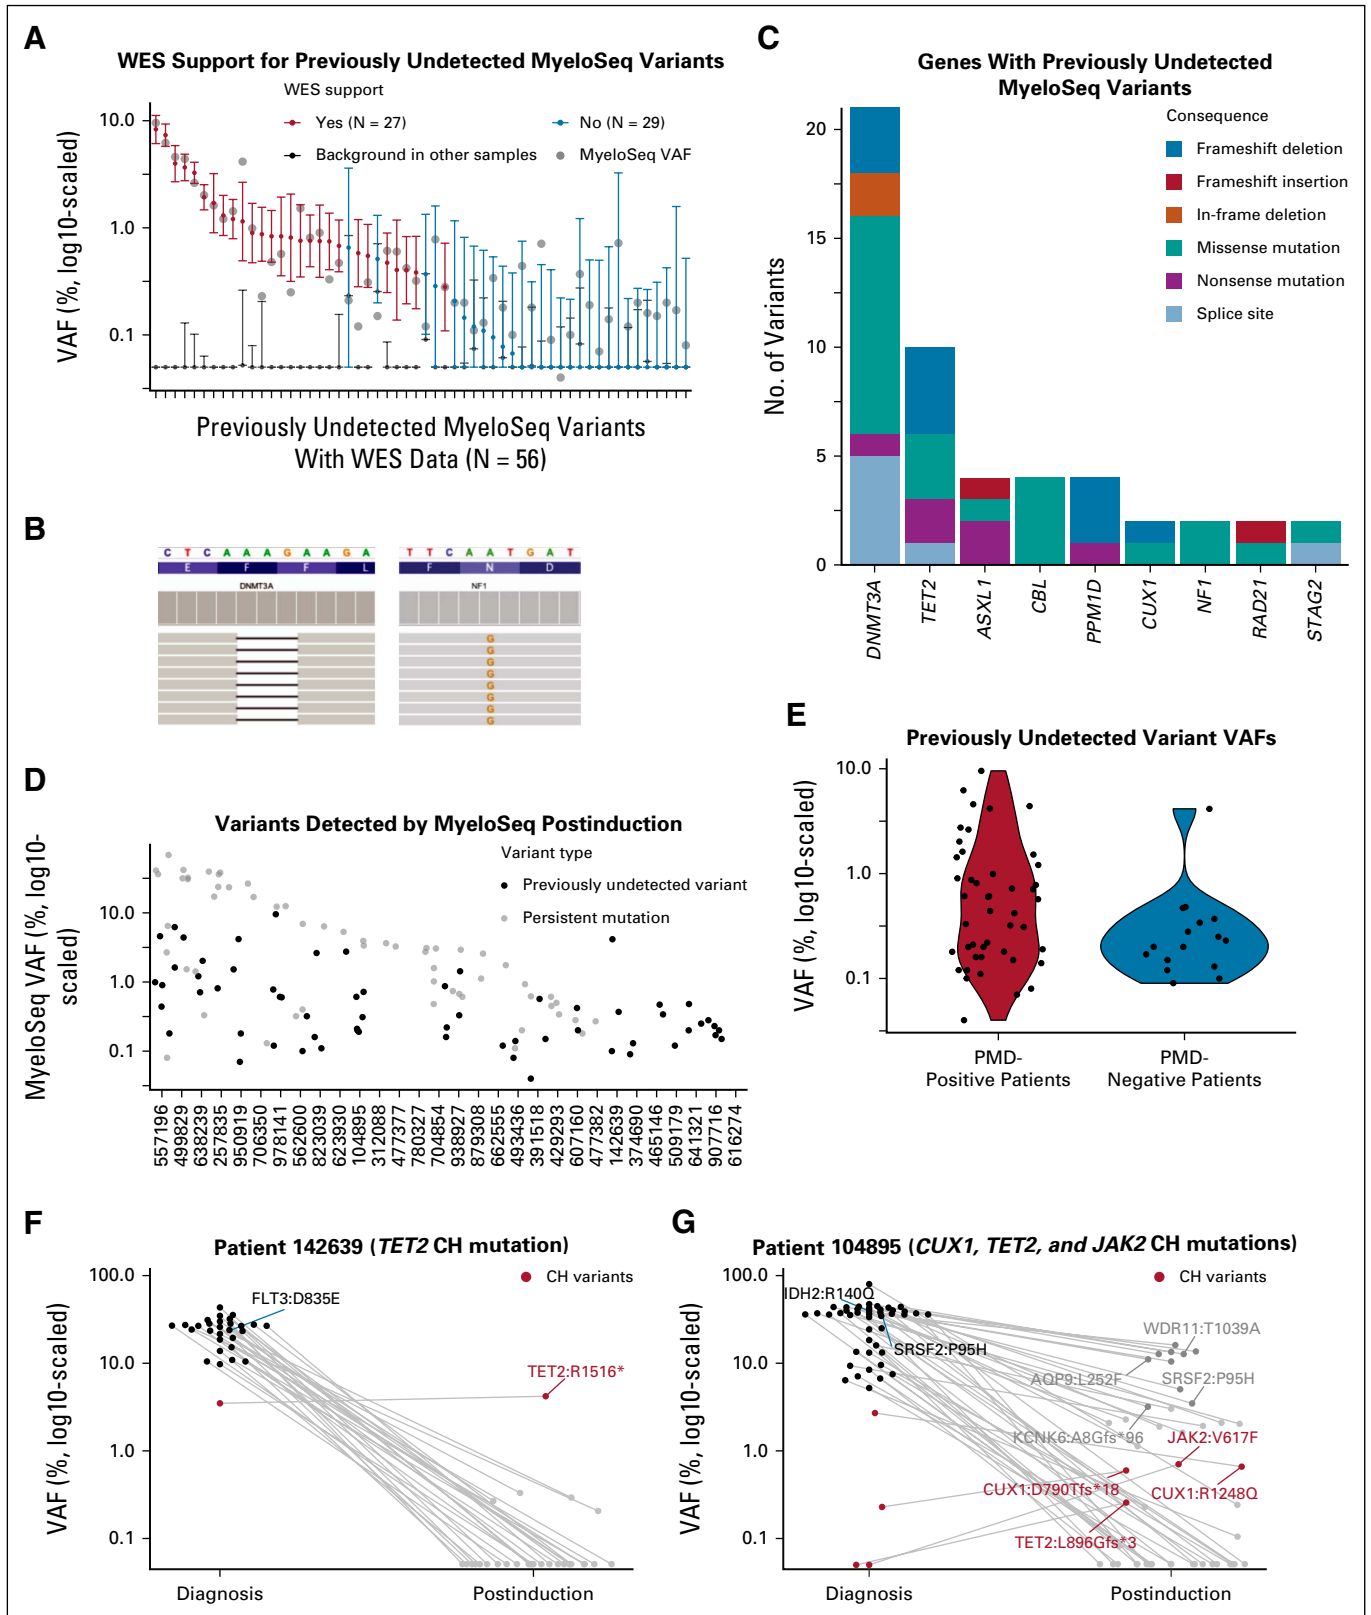 A
WES Support for Previously Undetected MyeloSeq Variants
WES support
Yes (N = 27)
No (N = 29)
Background in other samples
MyeloSeq VAF
VAF (%, log10-scaled)
10.0
1.0
0.1
Previously Undetected MyeloSeq Variants
With WES Data (N = 56)
B
C T C A A A G A A G A
E F F L
DNMT3A
T T C A A T G A T
F N D
NF1
G
G
G
G
G
G
G
G
C
Genes With Previously Undetected
MyeloSeq Variants
Consequence
Frameshift deletion
Frameshift insertion
In-frame deletion
Missense mutation
Nonsense mutation
Splice site
No. of Variants
20
15
10
5
0
DNMT3A
TET2
ASXL1
CBL
PPM1D
CUX1
NF1
RAD21
STAG2
D
Variants Detected by MyeloSeq Postinduction
Variant type
Previously undetected variant
Persistent mutation
MyeloSeq VAF (%, log10-
scaled)
10.0
1.0
0.1
557196
499829
638239
257835
950919
706350
978141
562600
823039
623930
104895
312088
477377
780327
704854
938927
879308
662555
493436
391518
429293
607160
477382
142639
374690
465146
509179
641321
907716
616274
E
Previously Undetected Variant VAFs
VAF (%, log10-scaled)
10.0
1.0
0.1
PMD-
Positive Patients
PMD-
Negative Patients
F
Patient 142639 (TET2 CH mutation)
CH variants
VAF (%, log10-scaled)
100.0
10.0
1.0
0.1
FLT3:D835E
TET2:R1516*
Diagnosis
Postinduction
G
Patient 104895 (CUX1, TET2, and JAK2 CH mutations)
CH variants
VAF (%, log10-scaled)
100.0
10.0
1.0
0.1
IDH2:R140Q
SRSF2:P95H
WDR11:T1039A
AQP9:L252F
SRSF2:P95H
KCNK6:A8Gfs*96
JAK2:V617F
CUX1:D790Tfs*18
CUX1:R1248Q
TET2:L896Gfs*3
Diagnosis
Postinduction